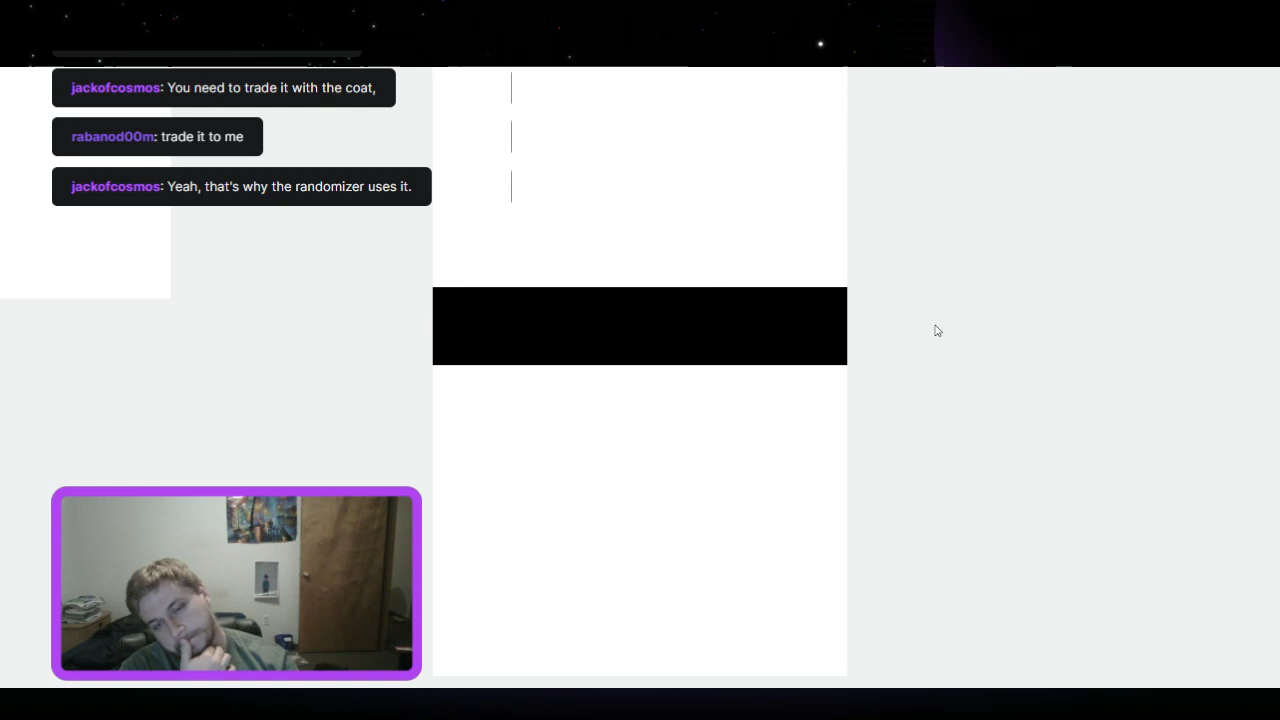 jackofcosmos: You need to trade it with the coat,
rabanod00m: trade it to me
jackofcosmos: Yeah, that's why the randomizer uses it.